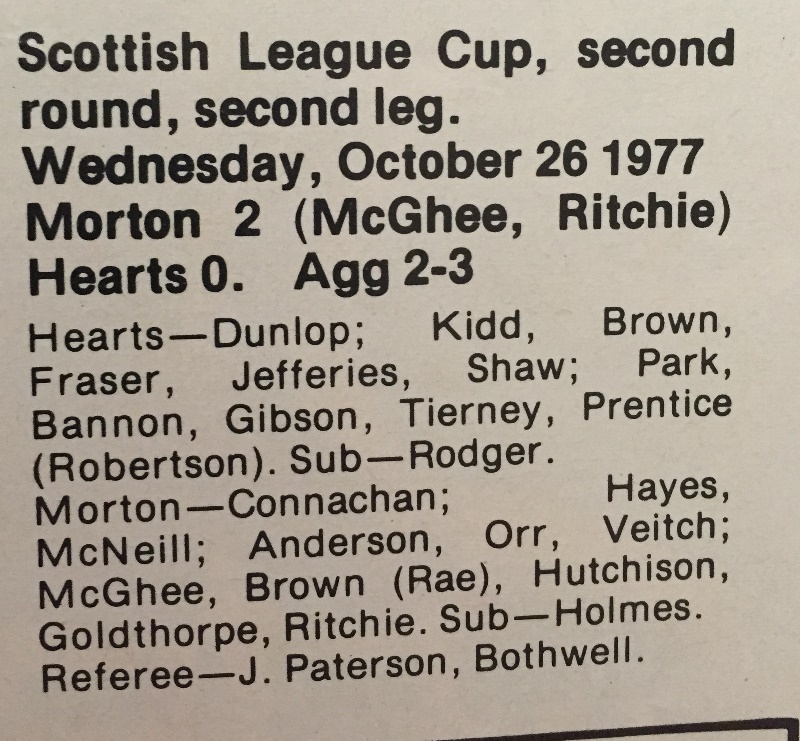 Scottish League Cup, second
round, second leg.
Wednesday, October 26 1977
Morton 2 (McGhee, Ritchie)
Hearts 0. Agg 2-3
Hearts—Dunlop; Kidd, Brown,
Fraser, Jefferies, Shaw; Park,
Bannon, Gibson, Tierney, Prentice
(Robertson). Sub—Rodger.
Morton—Connachan; Hayes,
McNeill; Anderson, Orr, Veitch;
McGhee, Brown (Rae), Hutchison,
Goldthorpe, Ritchie. Sub—Holmes.
Referee—J. Paterson, Bothwell.